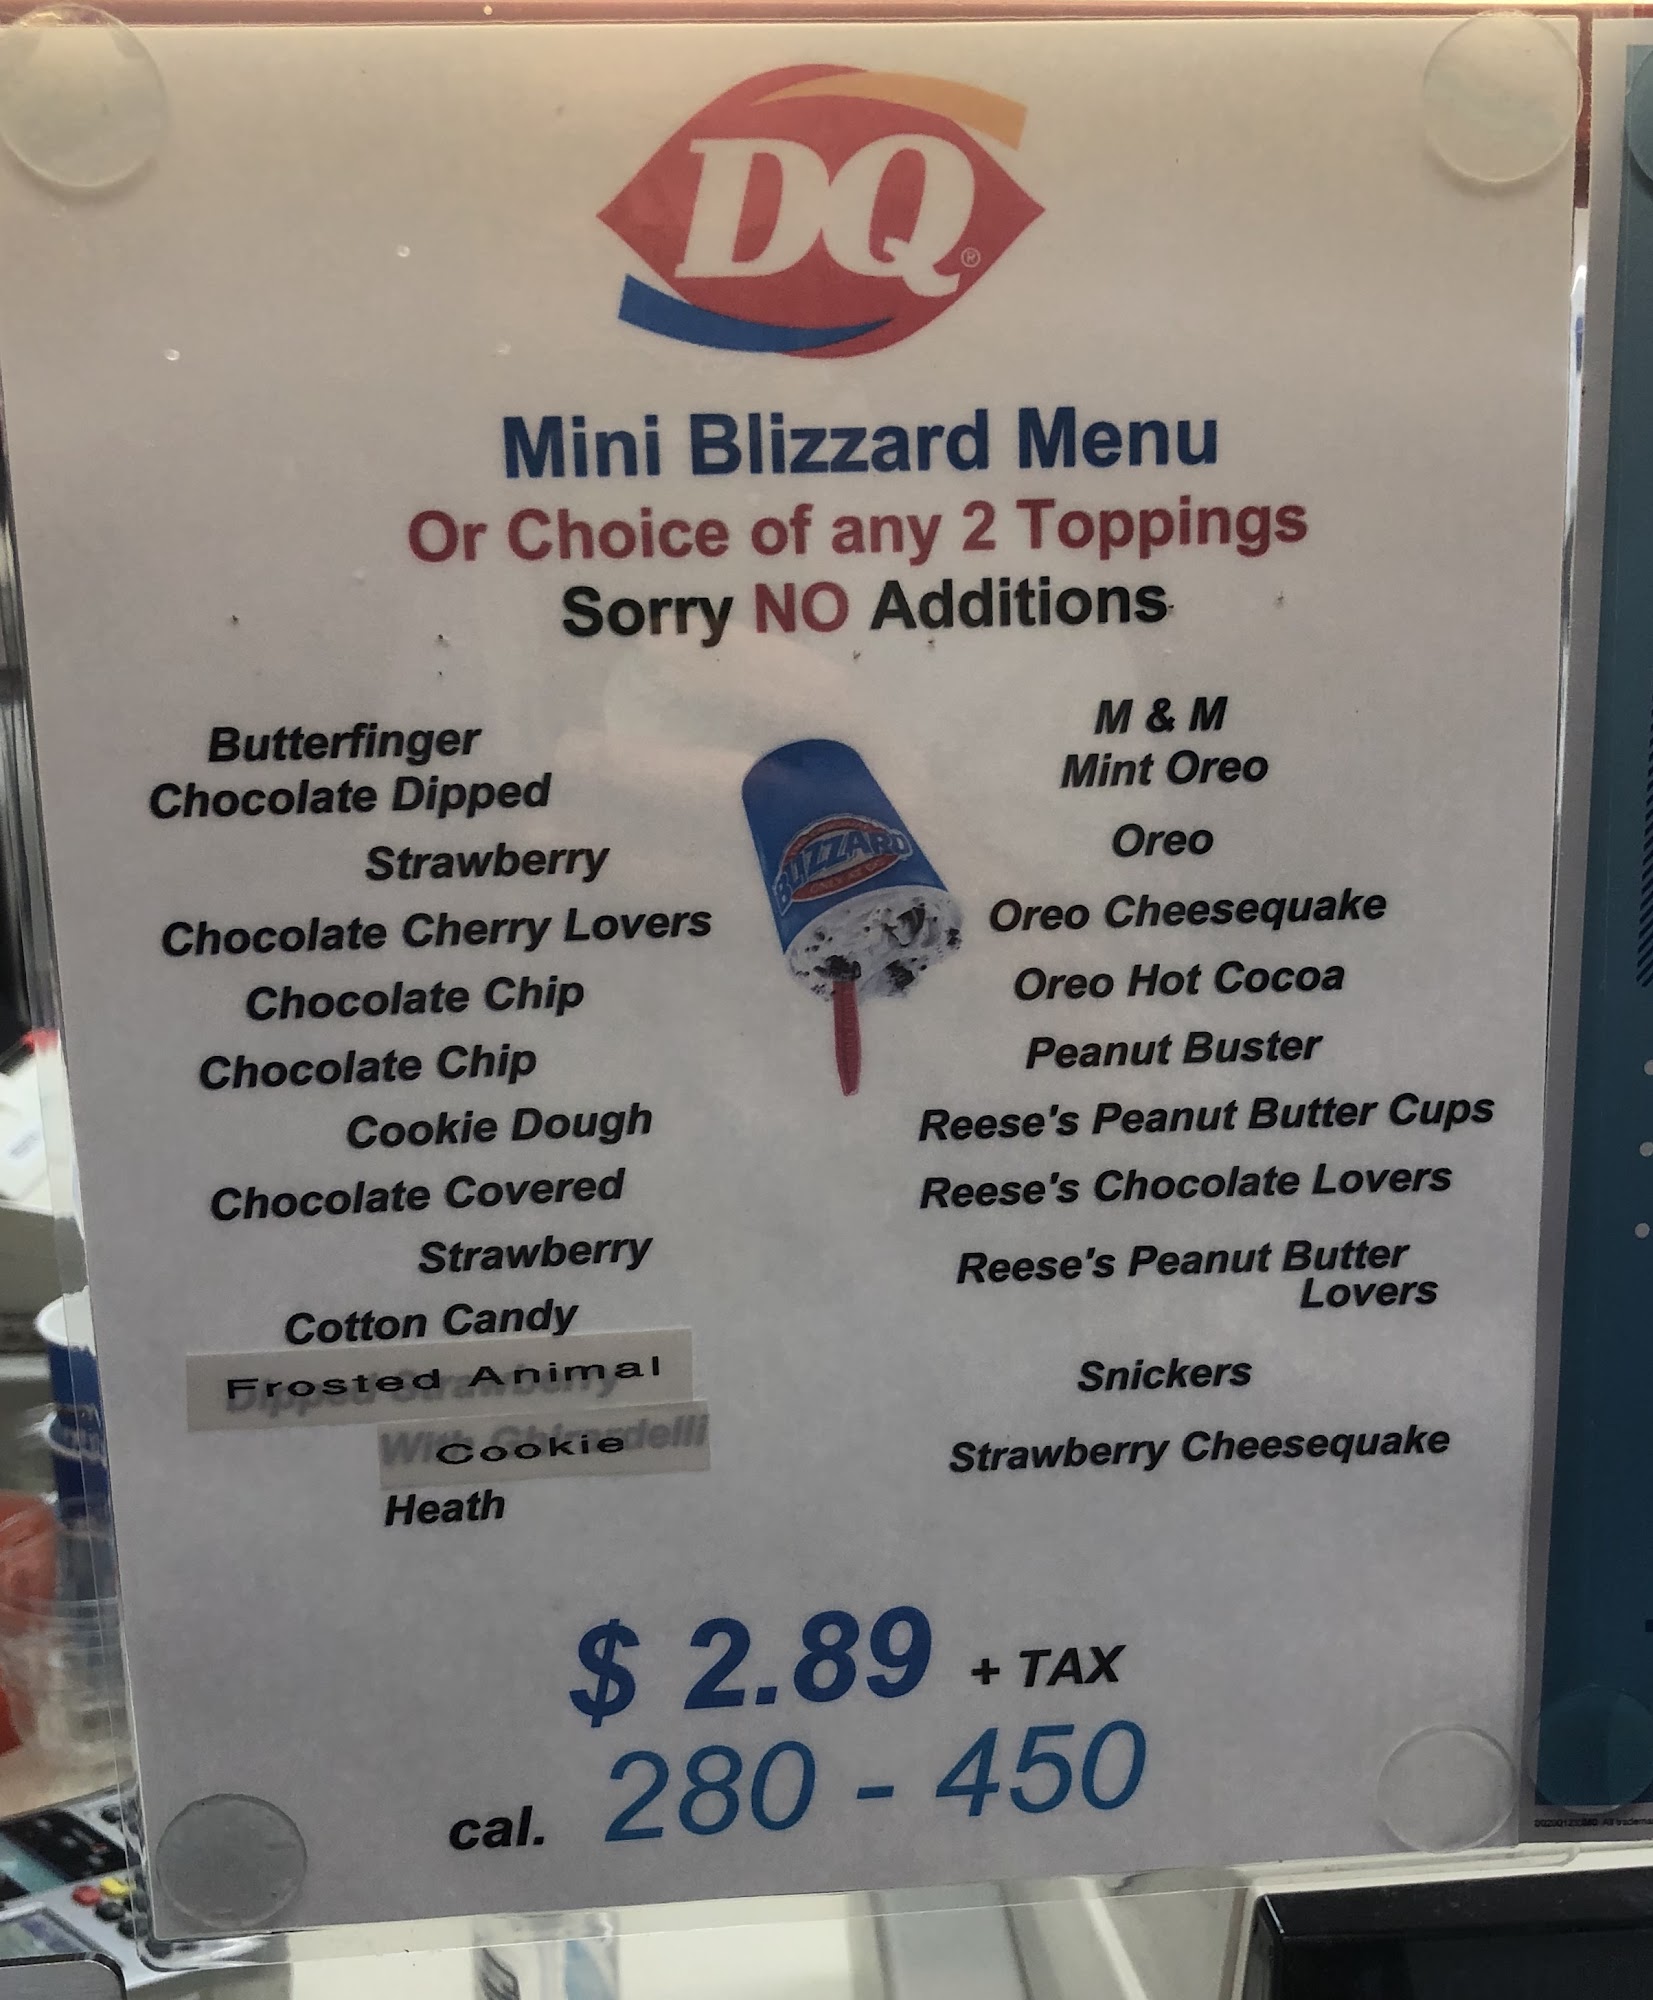 DQ®
Mini Blizzard Menu
Or Choice of any 2 Toppings
Sorry NO Additions
Butterfinger
Chocolate Dipped
Strawberry
Chocolate Cherry Lovers
Chocolate Chip
Chocolate Chip
Cookie Dough
Chocolate Covered
Strawberry
Cotton Candy
Frosted Animal
Cookie
Heath
BLIZZARD
M & M
Mint Oreo
Oreo
Oreo Cheesequake
Oreo Hot Cocoa
Peanut Buster
Reese's Peanut Butter Cups
Reese's Chocolate Lovers
Reese's Peanut Butter
Lovers
Snickers
Strawberry Cheesequake
$ 2.89 + TAX
cal. 280 - 450